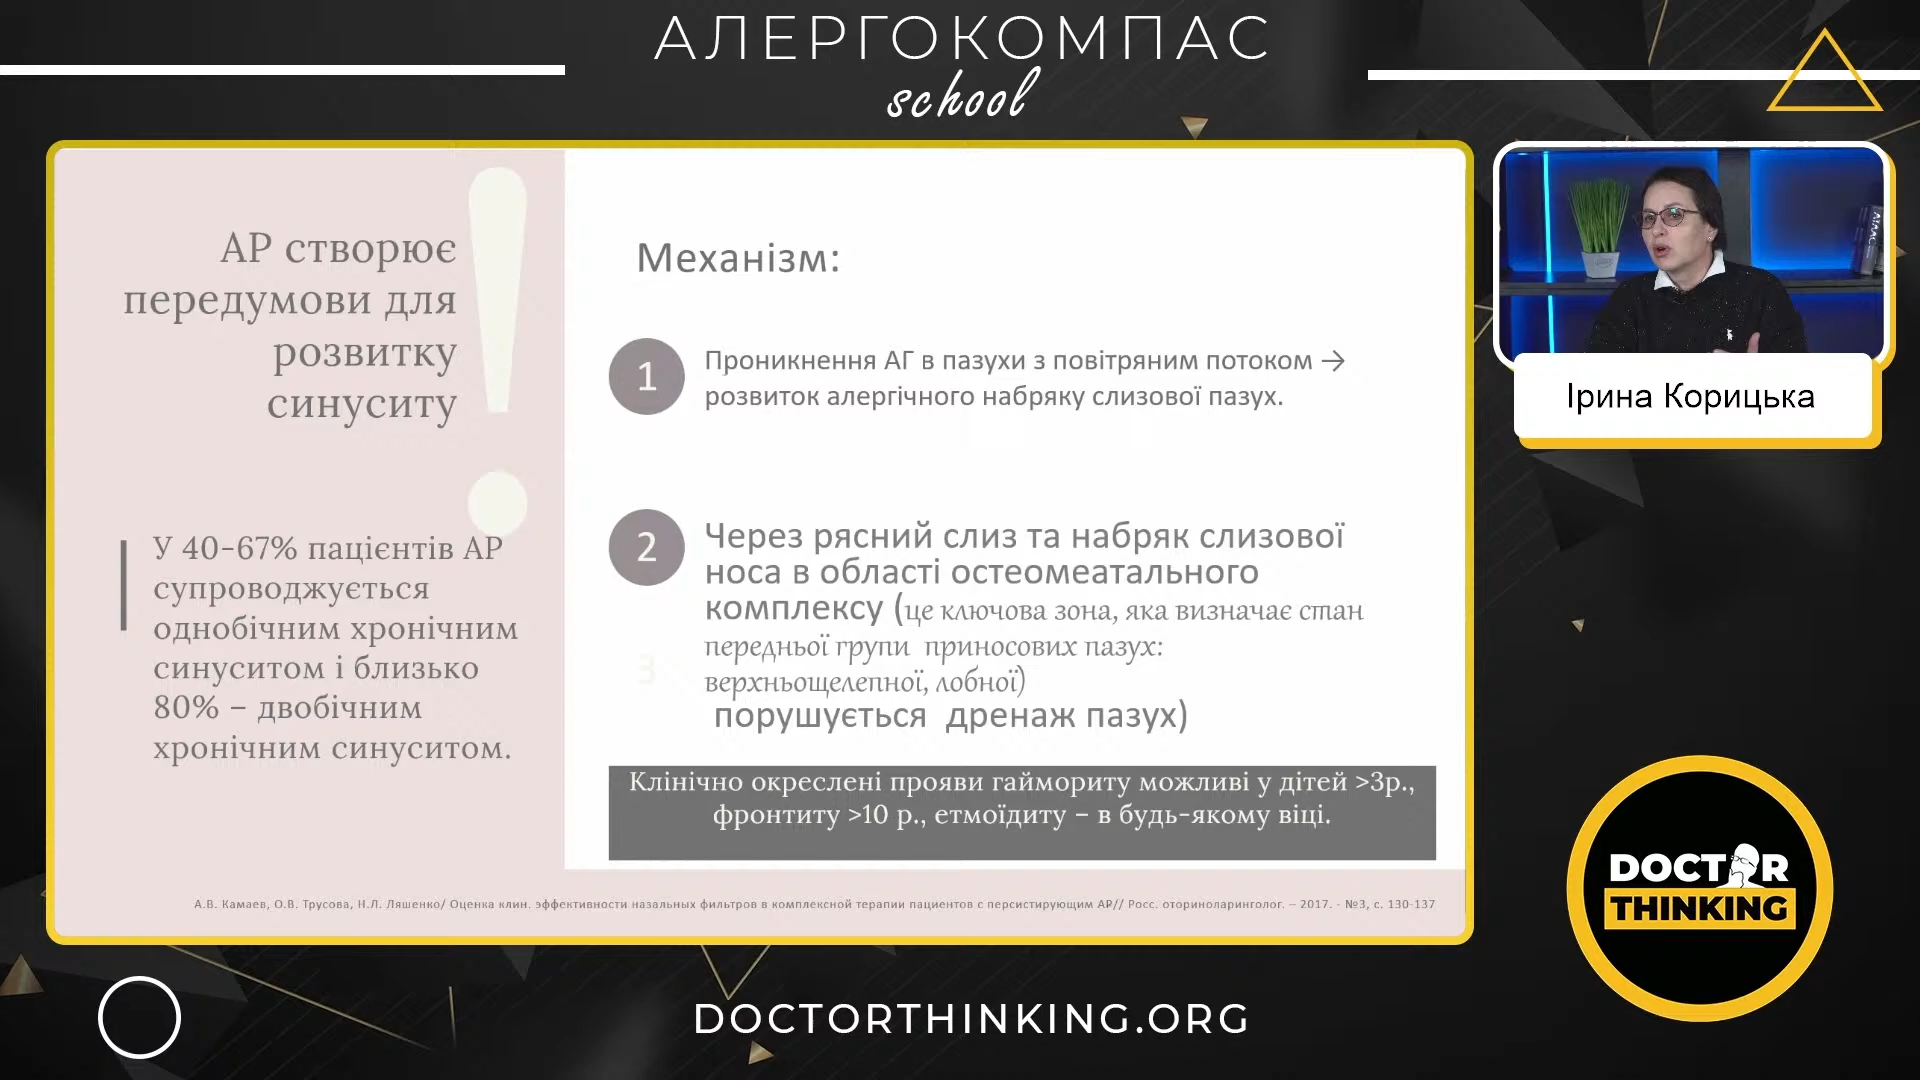 АЛЕРГОКОМПАС
school
АР створює
передумови для
розвитку
синуситу
У 40-67% пацієнтів АР
супроводжується
однобічним хронічним
синуситом і близько
80% – двобічним
хронічним синуситом.
Механізм:
1
Проникнення АГ в пазухи з повітряним потоком →
розвиток алергічного набряку слизової пазух.
2
Через рясний слиз та набряк слизової
носа в області остеомеатального
комплексу (це ключова зона, яка визначає стан
передньої групи приносових пазух:
верхньощелепної, лобної)
порушується дренаж пазух)
3
Клінічно окреслені прояви гаймориту можливі у дітей >3р.,
фронтиту >10 р., етмоїдиту – в будь-якому віці.
А.В. Камаев, О.В. Трусова, Н.Л. Ляшенко/ Оценка клин. эффективности назальных фильтров в комплексной терапии пациентов с персистирующим АР// Росс. оториноларинголог. – 2017. - №3, с. 130-137
Ірина Корицька
DOCTOR
THINKING
DOCTORTHINKING.ORG